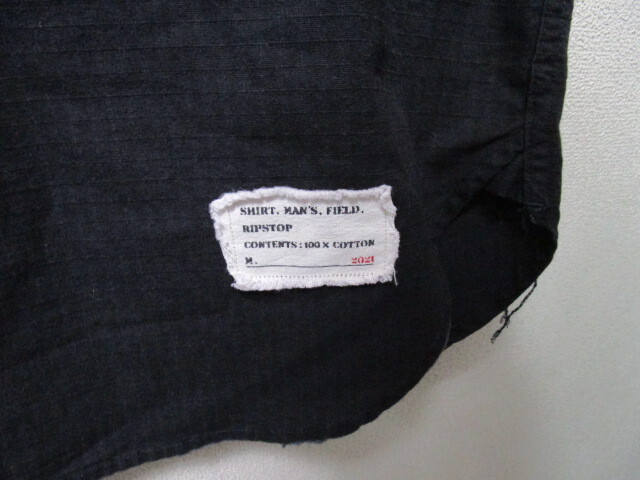 SHIRT. MAN'S. FIELD.
RIPSTOP
CONTENTS: 100 X COTTON
M. 2021